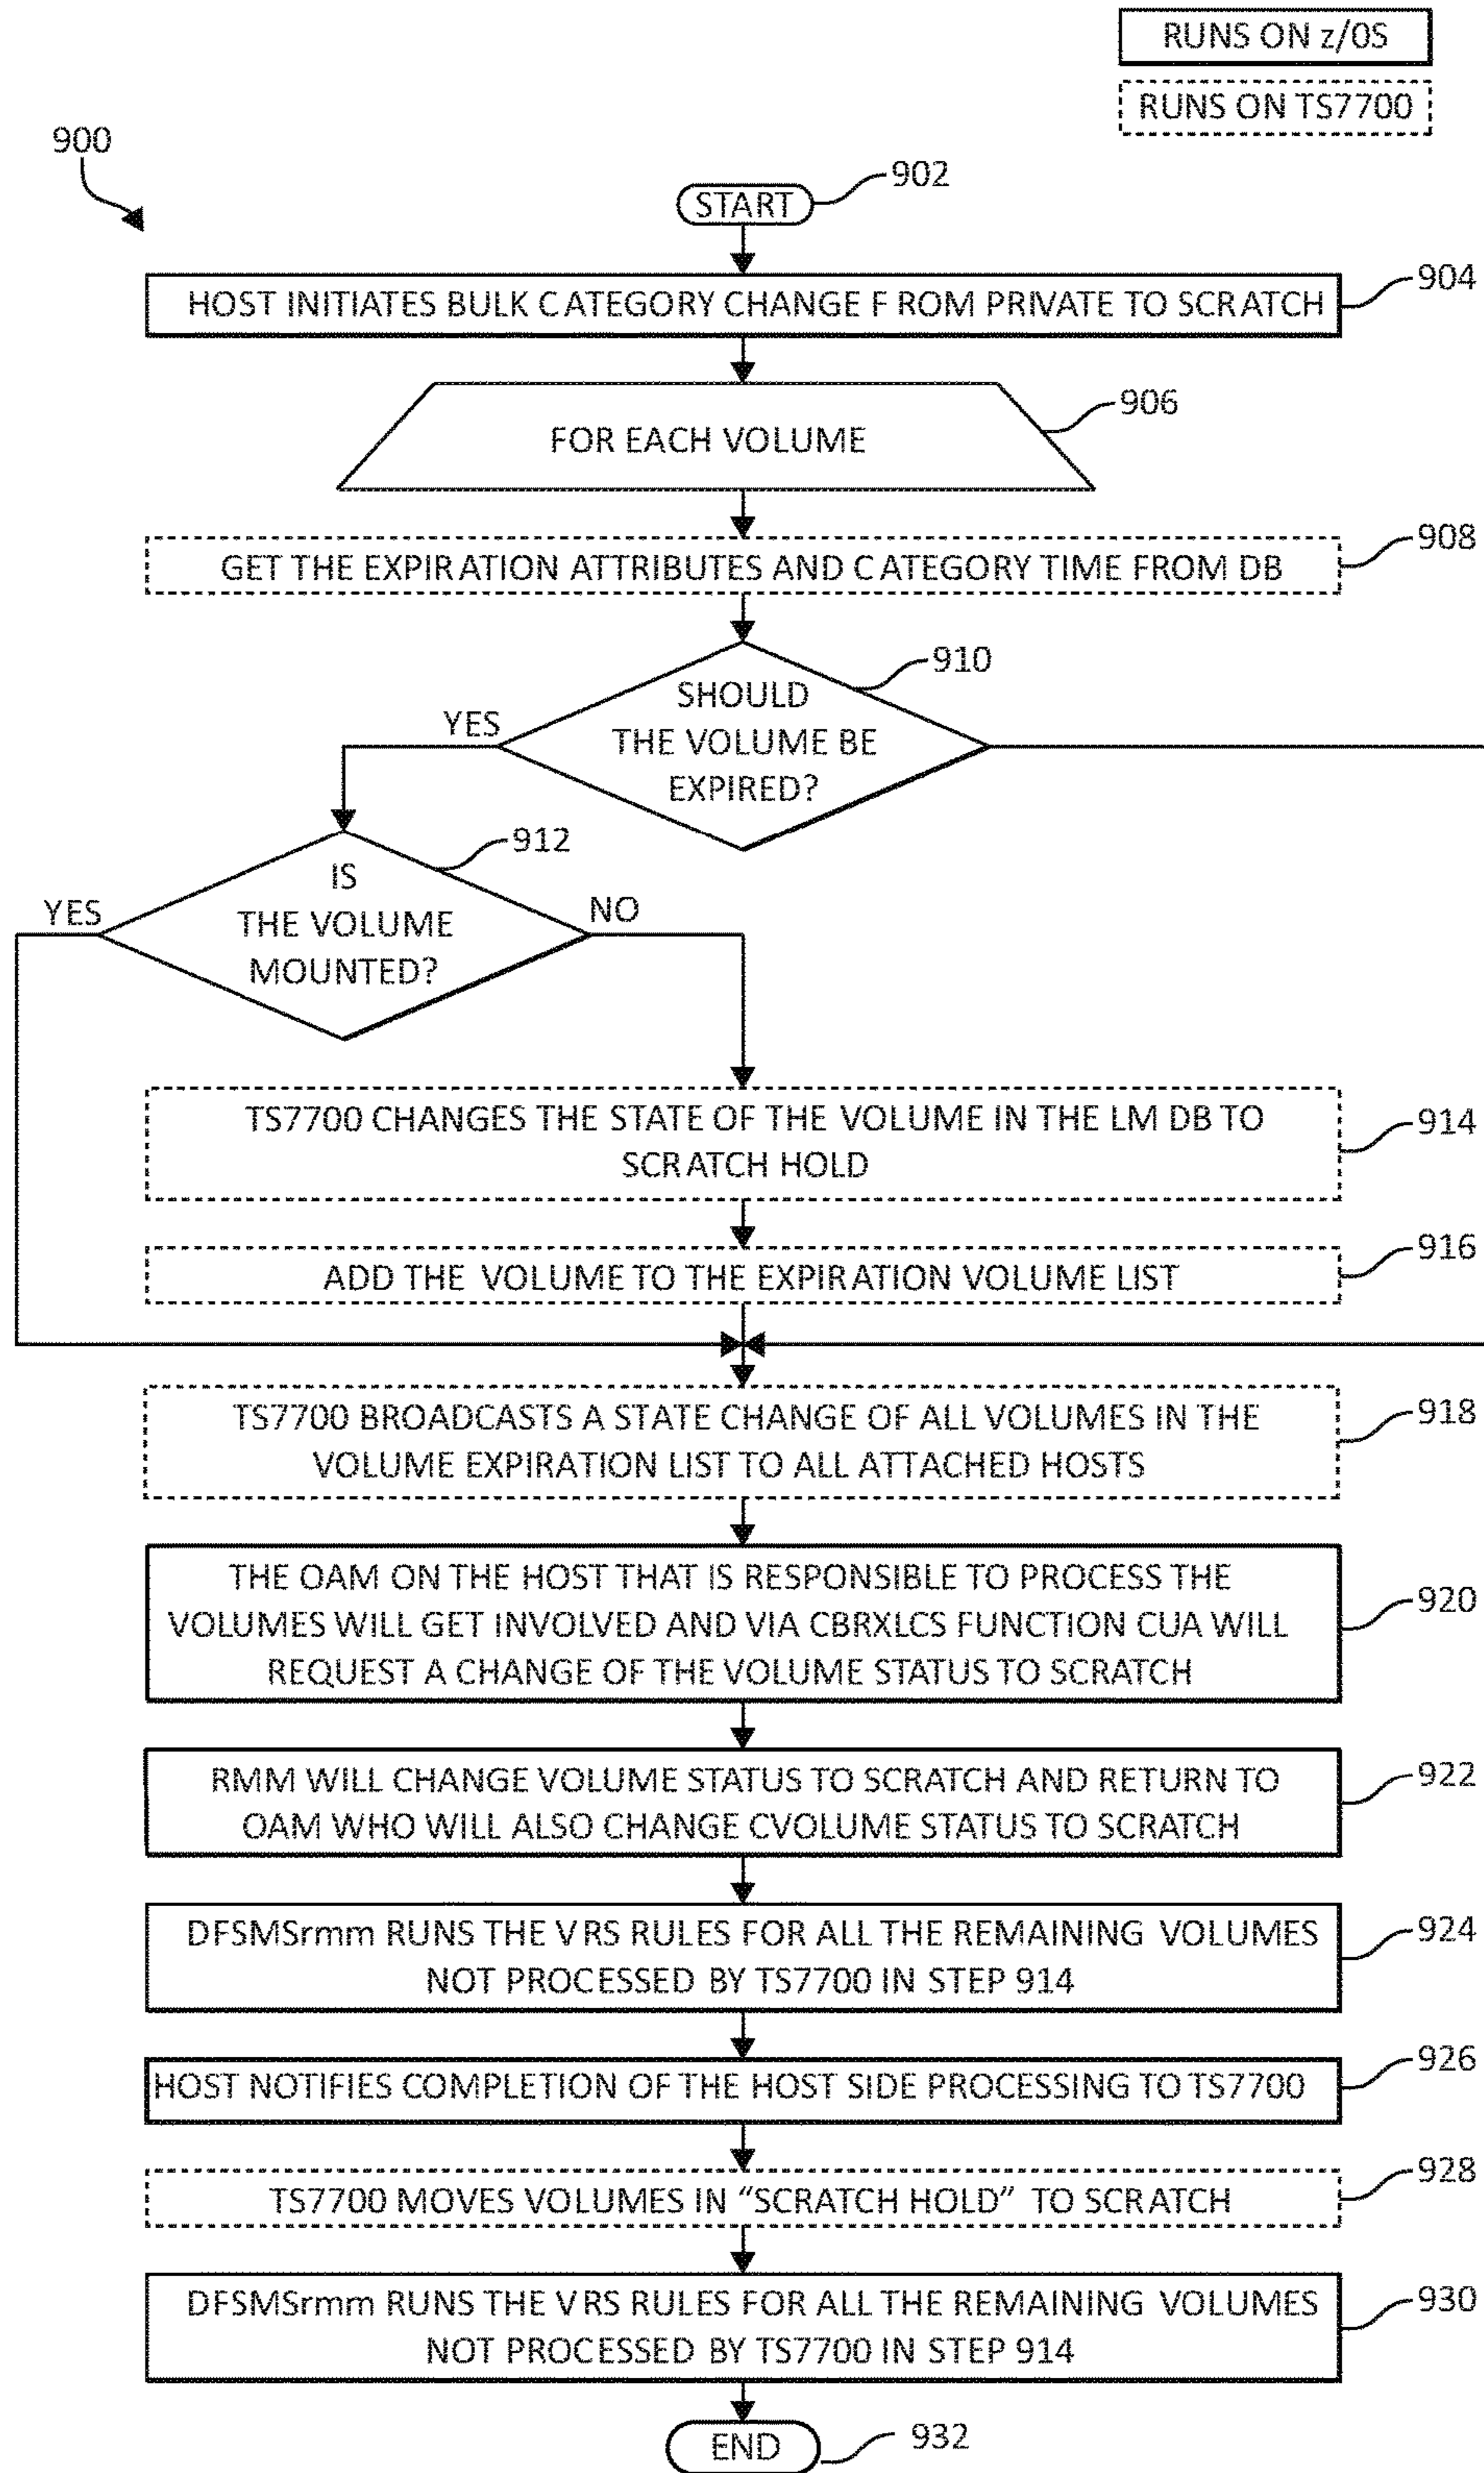 RUNS ON z/0S
RUNS ON TS7700
900
START
902
HOST INITIATES BULK CATEGORY CHANGE FROM PRIVATE TO SCRATCH
904
FOR EACH VOLUME
906
GET THE EXPIRATION ATTRIBUTES AND CATEGORY TIME FROM DB
908
SHOULD
THE VOLUME BE
EXPIRED?
910
YES
IS
THE VOLUME
MOUNTED?
912
YES
NO
TS7700 CHANGES THE STATE OF THE VOLUME IN THE LM DB TO
SCRATCH HOLD
914
ADD THE VOLUME TO THE EXPIRATION VOLUME LIST
916
TS7700 BROADCASTS A STATE CHANGE OF ALL VOLUMES IN THE
VOLUME EXPIRATION LIST TO ALL ATTACHED HOSTS
918
THE OAM ON THE HOST THAT IS RESPONSIBLE TO PROCESS THE
VOLUMES WILL GET INVOLVED AND VIA CBRXLCS FUNCTION CUA WILL
REQUEST A CHANGE OF THE VOLUME STATUS TO SCRATCH
920
RMM WILL CHANGE VOLUME STATUS TO SCRATCH AND RETURN TO
OAM WHO WILL ALSO CHANGE CVOLUME STATUS TO SCRATCH
922
DFSMSrmm RUNS THE VRS RULES FOR ALL THE REMAINING VOLUMES
NOT PROCESSED BY TS7700 IN STEP 914
924
HOST NOTIFIES COMPLETION OF THE HOST SIDE PROCESSING TO TS7700
926
TS7700 MOVES VOLUMES IN “SCRATCH HOLD” TO SCRATCH
928
DFSMSrmm RUNS THE VRS RULES FOR ALL THE REMAINING VOLUMES
NOT PROCESSED BY TS7700 IN STEP 914
930
END
932